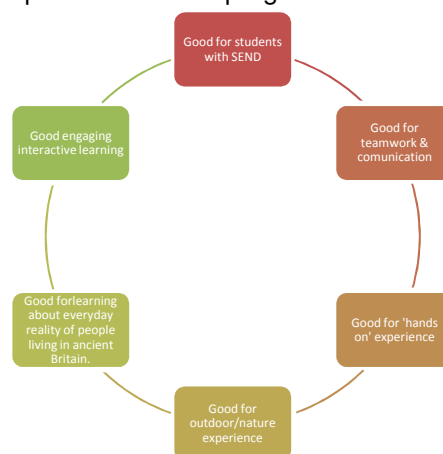 Good for students
with SEND
Good for
teamwork &
comunication
Good for 'hands
on' experience
Good for
outdoor/nature
experience
Good forlearning
about everyday
reality of people
living in ancient
Britain.
Good engaging
interactive learning